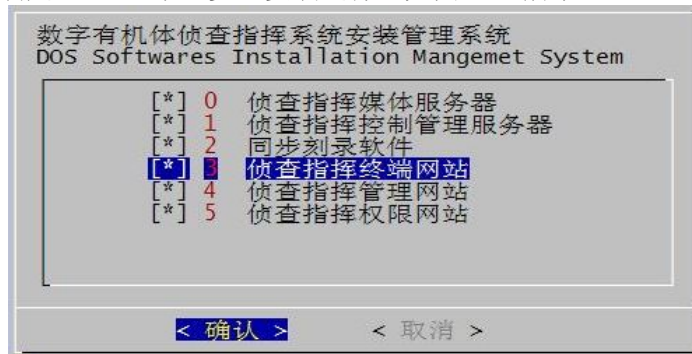 数字有机体侦查指挥系统安装管理系统
DOS Softwares Installation Mangemet System
[*] 0 侦查指挥媒体服务器
[*] 1 侦查指挥控制管理服务器
[*] 2 同步刻录软件
[*] 3 侦查指挥终端网站
[*] 4 侦查指挥管理网站
[*] 5 侦查指挥权限网站
< 确认 > < 取消 >